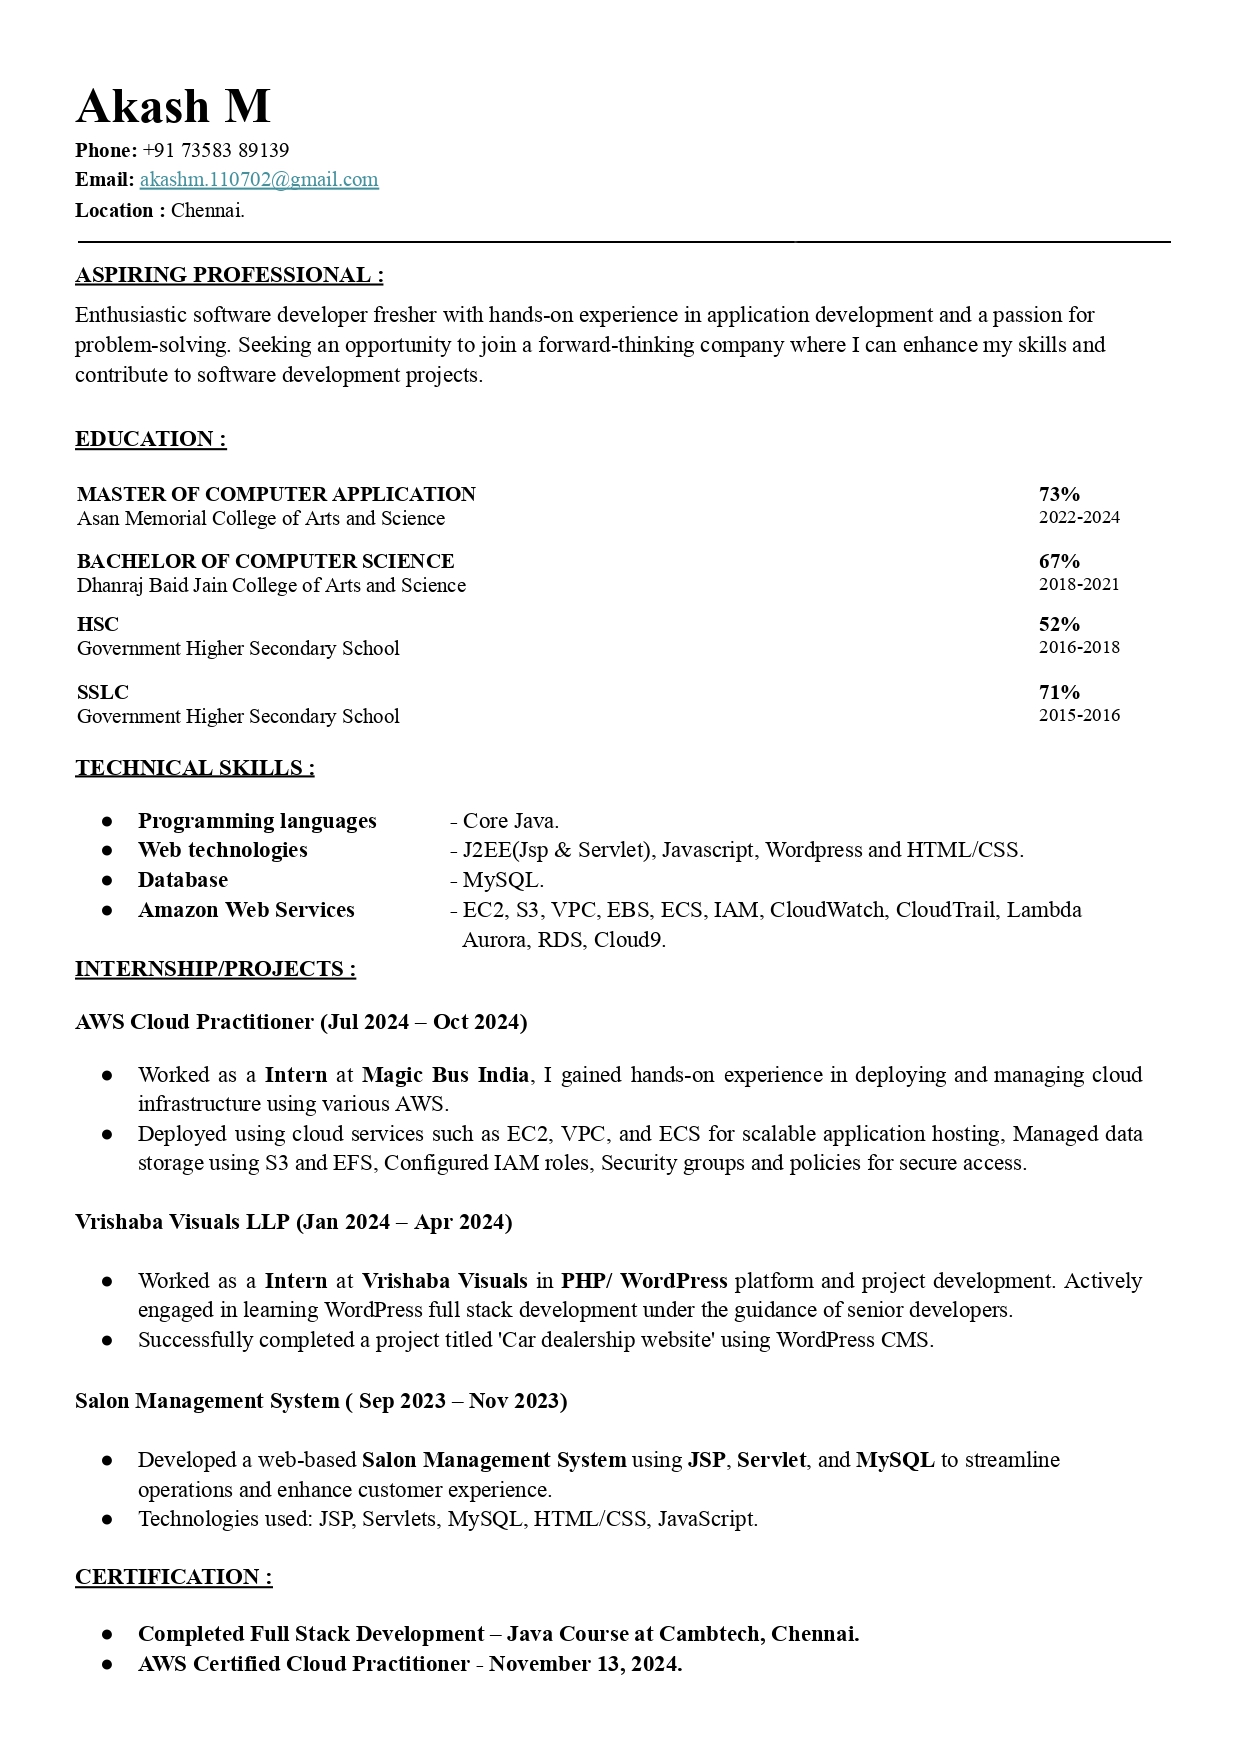 Akash M
Phone: +91 73583 89139
Email: akashm.110702@gmail.com
Location : Chennai.
ASPIRING PROFESSIONAL :
Enthusiastic software developer fresher with hands-on experience in application development and a passion for
problem-solving. Seeking an opportunity to join a forward-thinking company where I can enhance my skills and
contribute to software development projects.
EDUCATION :
MASTER OF COMPUTER APPLICATION 73%
Asan Memorial College of Arts and Science 2022-2024
BACHELOR OF COMPUTER SCIENCE 67%
Dhanraj Baid Jain College of Arts and Science 2018-2021
HSC 52%
Government Higher Secondary School 2016-2018
SSLC 71%
Government Higher Secondary School 2015-2016
TECHNICAL SKILLS :
● Programming languages - Core Java.
● Web technologies - J2EE(Jsp & Servlet), Javascript, Wordpress and HTML/CSS.
● Database - MySQL.
● Amazon Web Services - EC2, S3, VPC, EBS, ECS, IAM, CloudWatch, CloudTrail, Lambda
Aurora, RDS, Cloud9.
INTERNSHIP/PROJECTS :
AWS Cloud Practitioner (Jul 2024 – Oct 2024)
● Worked as a Intern at Magic Bus India, I gained hands-on experience in deploying and managing cloud
infrastructure using various AWS.
● Deployed using cloud services such as EC2, VPC, and ECS for scalable application hosting, Managed data
storage using S3 and EFS, Configured IAM roles, Security groups and policies for secure access.
Vrishaba Visuals LLP (Jan 2024 – Apr 2024)
● Worked as a Intern at Vrishaba Visuals in PHP/ WordPress platform and project development. Actively
engaged in learning WordPress full stack development under the guidance of senior developers.
● Successfully completed a project titled 'Car dealership website' using WordPress CMS.
Salon Management System ( Sep 2023 – Nov 2023)
● Developed a web-based Salon Management System using JSP, Servlet, and MySQL to streamline
operations and enhance customer experience.
● Technologies used: JSP, Servlets, MySQL, HTML/CSS, JavaScript.
CERTIFICATION :
● Completed Full Stack Development – Java Course at Cambtech, Chennai.
● AWS Certified Cloud Practitioner - November 13, 2024.